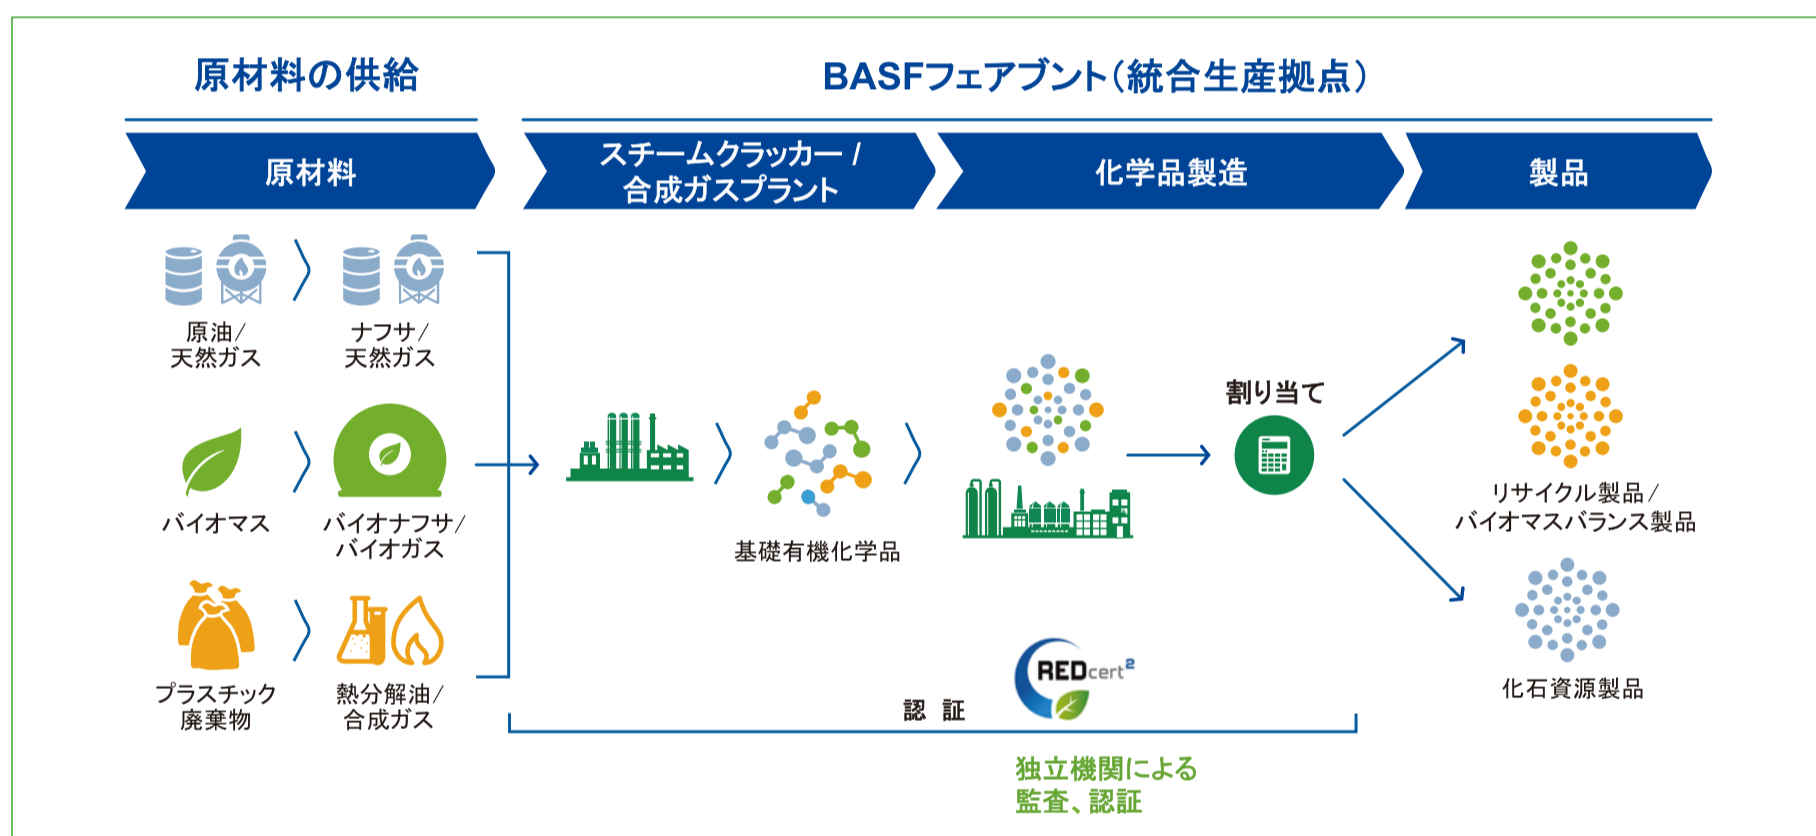 原材料の供給
BASFフェアブント(統合生産拠点)
原材料
スチームクラッカー /
合成ガスプラント
化学品製造
製品
原油/
天然ガス
ナフサ/
天然ガス
バイオマス
バイオナフサ/
バイオガス
プラスチック
廃棄物
熱分解油/
合成ガス
基礎有機化学品
割り当て
リサイクル製品/
バイオマスバランス製品
化石資源製品
認 証
REDcert²
独立機関による
監査、認証